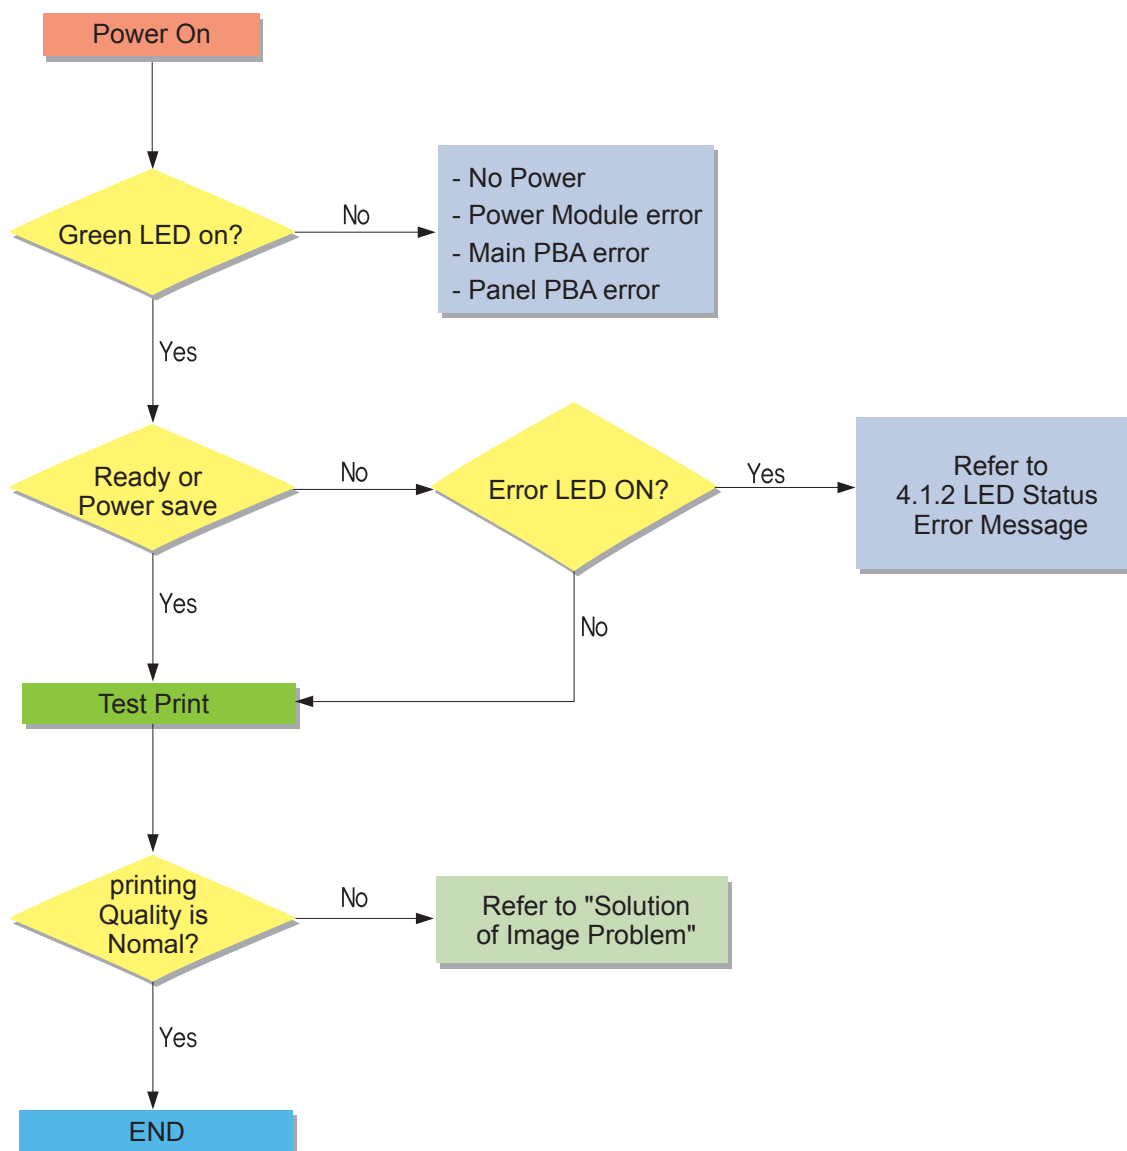 Power On
Green LED on?
No
- No Power
- Power Module error
- Main PBA error
- Panel PBA error
Yes
Ready or
Power save
No
Error LED ON?
Yes
Refer to
4.1.2 LED Status
Error Message
Yes
No
Test Print
printing
Quality is
Nomal?
No
Refer to "Solution
of Image Problem"
Yes
END